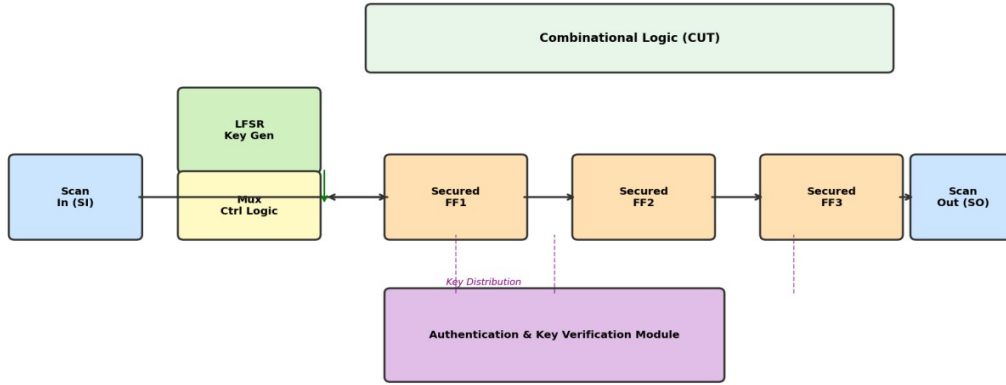 Combinational Logic (CUT)
LFSR
Key Gen
Scan
In (SI)
Mux
Ctrl Logic
Secured
FF1
Secured
FF2
Secured
FF3
Scan
Out (SO)
Key Distribution
Authentication & Key Verification Module